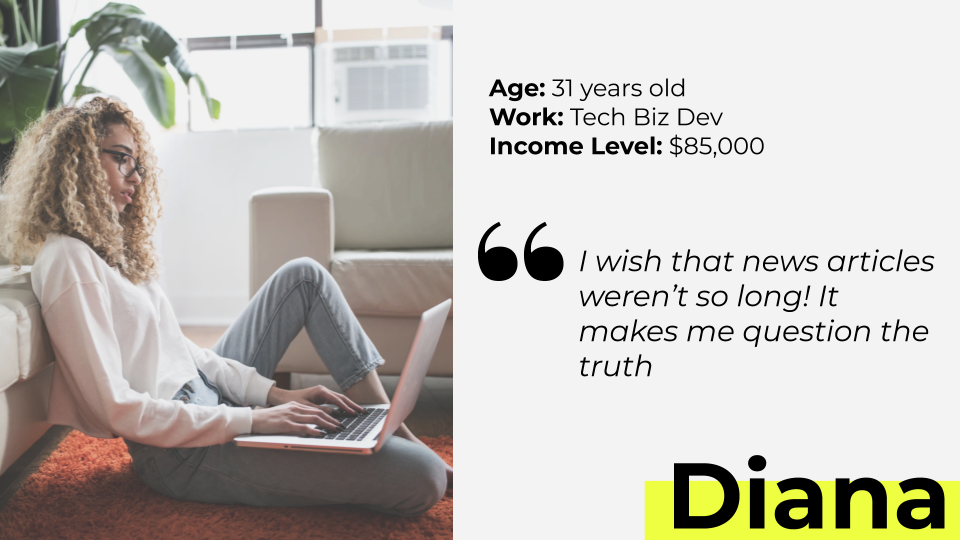 Age: 31 years old
Work: Tech Biz Dev
Income Level: $85,000
“ I wish that news articles
weren’t so long! It
makes me question the
truth
Diana